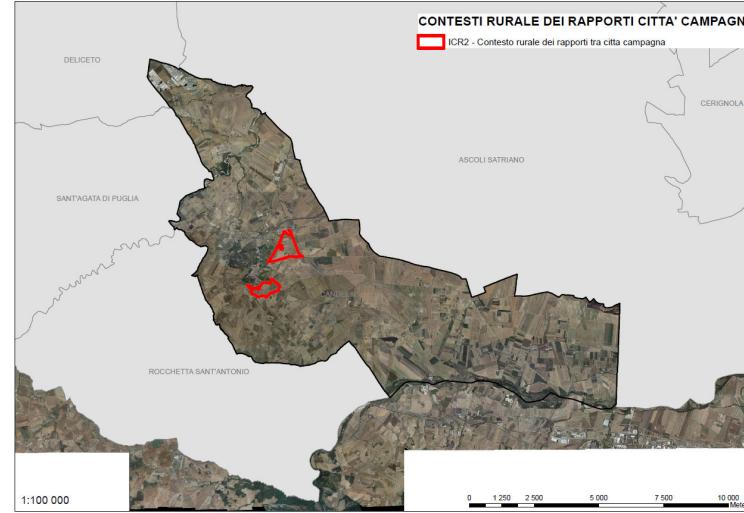 CONTESTI RURALE DEI RAPPORTI CITTA' CAMPAGN
ICR2 - Contesto rurale dei rapporti tra citta campagna
DELICETO
CERIGNOLA
ASCOLI SATRIANO
SANT'AGATA DI PUGLIA
ROCCHETTA SANT'ANTONIO
1:100 000
0 1 250 2 500 5 000 7 500 10 000